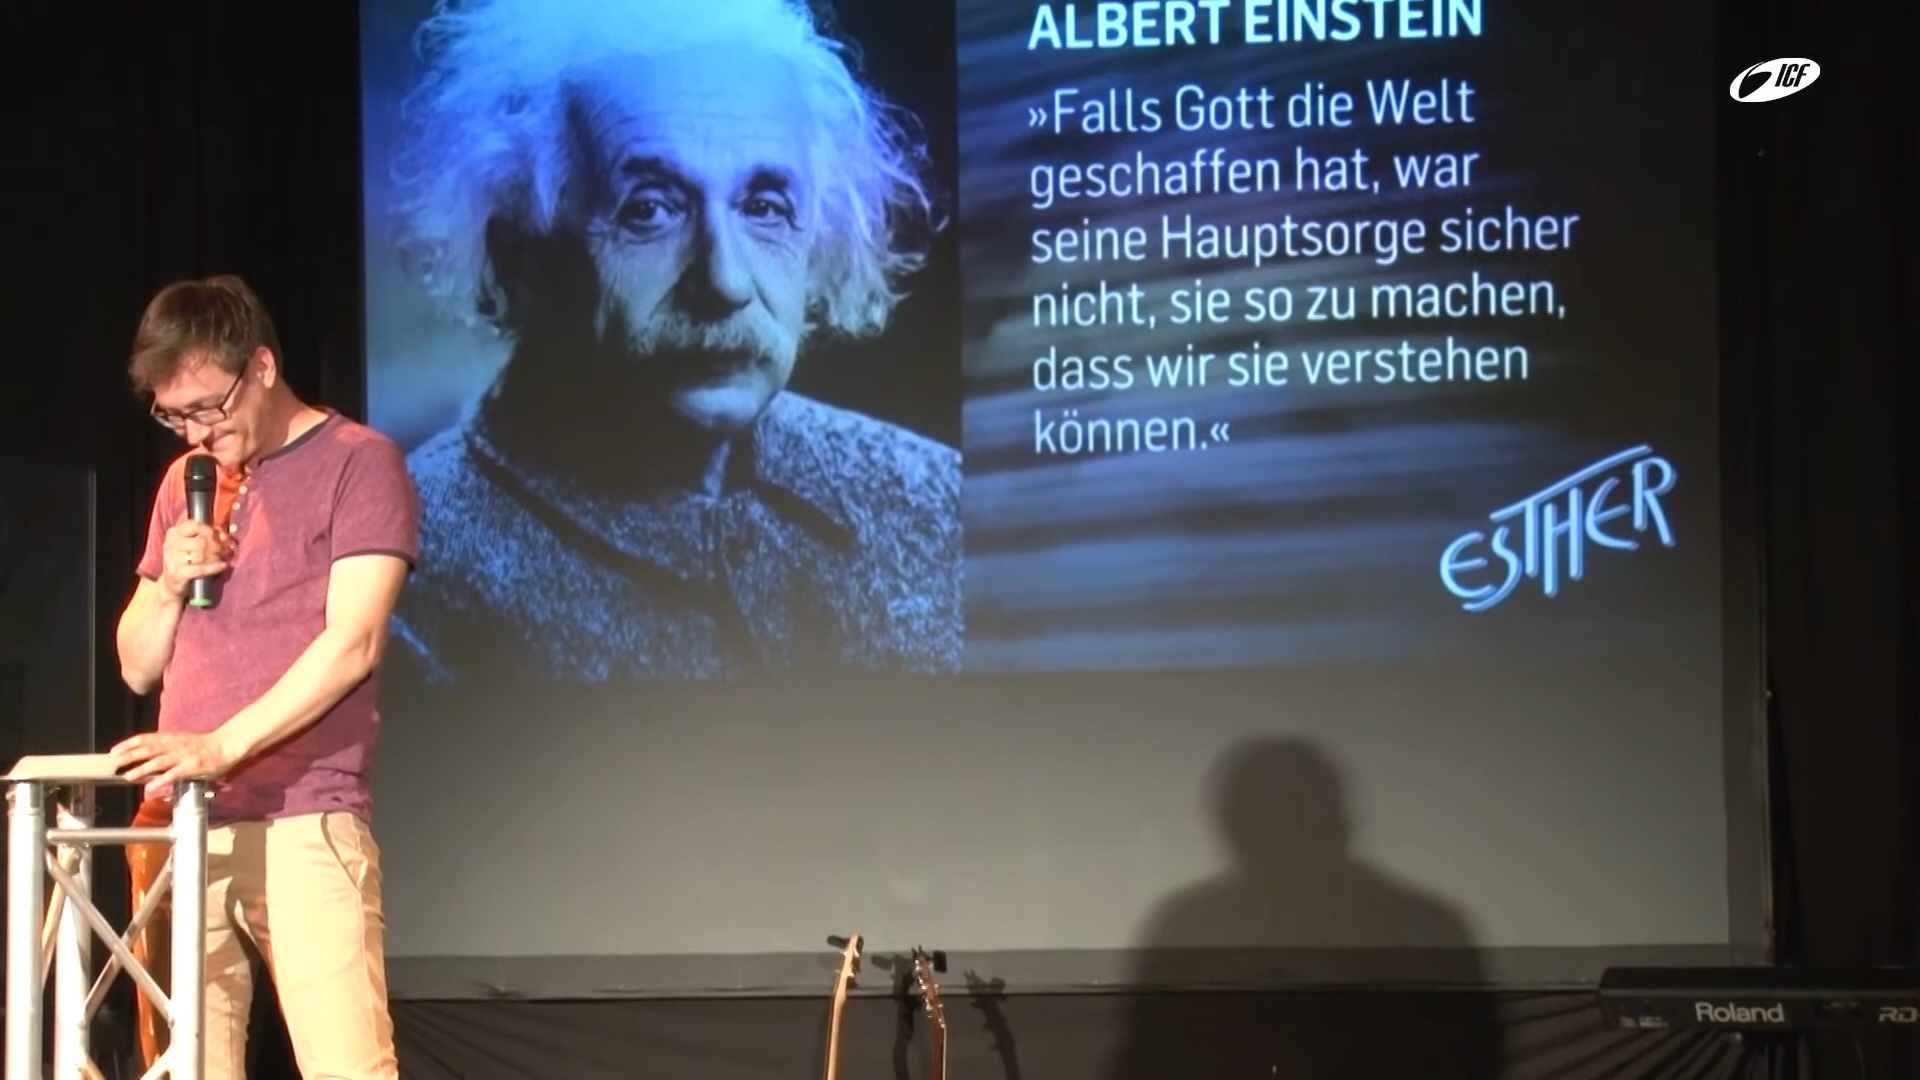 ALBERT EINSTEIN
ICF
»Falls Gott die Welt
geschaffen hat, war
seine Hauptsorge sicher
nicht, sie so zu machen,
dass wir sie verstehen
können.«
ESTHER
Roland
RD